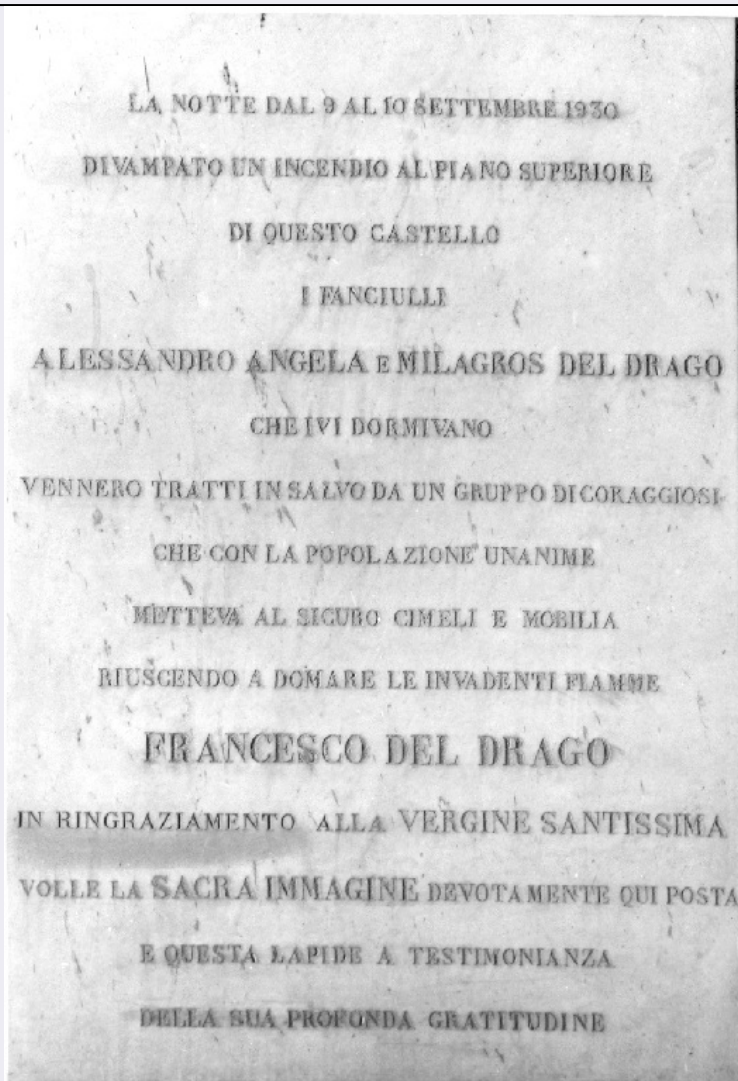 LA NOTTE DAL 9 AL 10 SETTEMBRE 1930
DIVAMPATO UN INCENDIO AL PIANO SUPERIORE
DI QUESTO CASTELLO
I FANCIULLI
ALESSANDRO ANGELA E MILAGROS DEL DRAGO
CHE IVI DORMIVANO
VENNERO TRATTI IN SALVO DA UN GRUPPO DI CORAGGIOSI
CHE CON LA POPOLAZIONE UNANIME
METTEVA AL SICURO CIMELI E MOBILIA
RIUSCENDO A DOMARE LE INVADENTI FIAMME
FRANCESCO DEL DRAGO
IN RINGRAZIAMENTO ALLA VERGINE SANTISSIMA
VOLLE LA SACRA IMMAGINE DEVOTAMENTE QUI POSTA
E QUESTA LAPIDE A TESTIMONIANZA
DELLA SUA PROFONDA GRATITUDINE